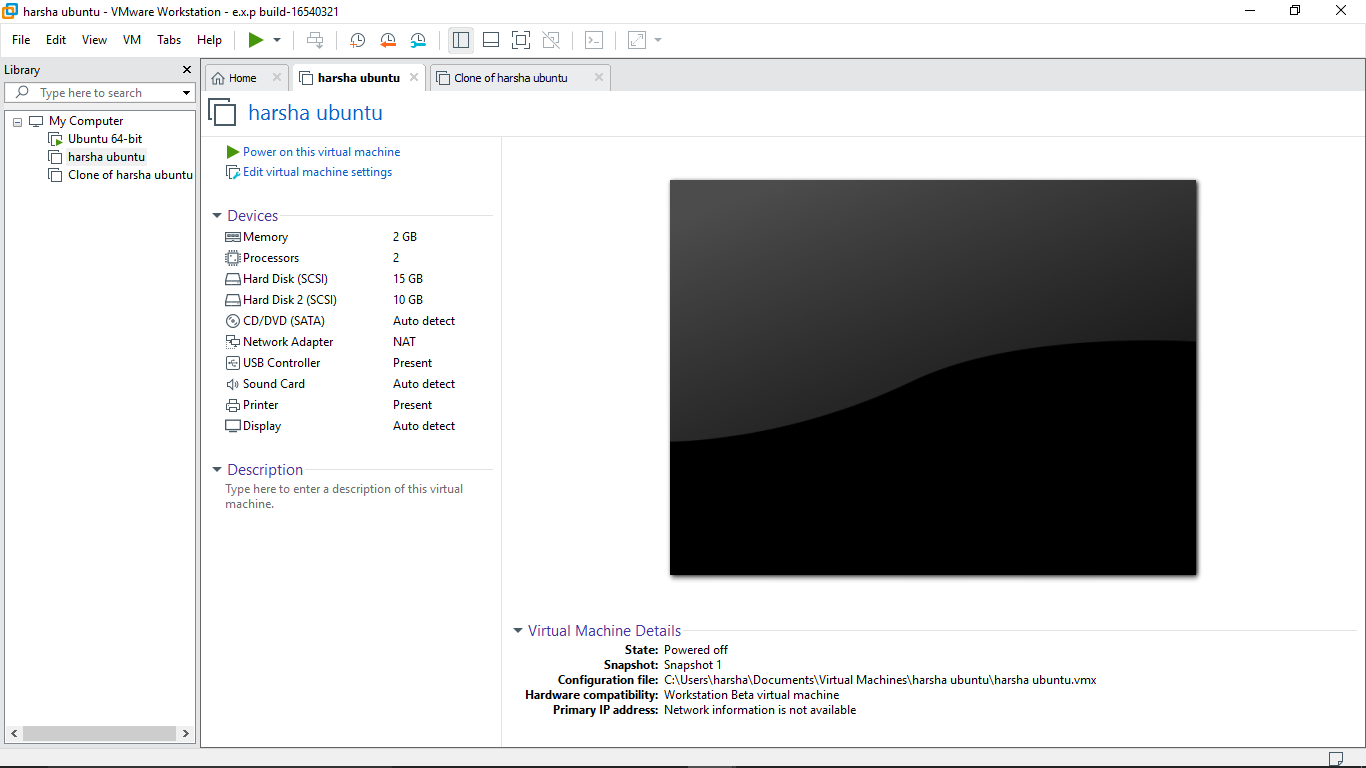 harsha ubuntu - VMware Workstation - e.x.p build-16540321
File Edit View VM Tabs Help
Library
Type here to search
My Computer
Ubuntu 64-bit
harsha ubuntu
Clone of harsha ubuntu
Home
harsha ubuntu
Clone of harsha ubuntu
harsha ubuntu
Power on this virtual machine
Edit virtual machine settings
Devices
Memory 2 GB
Processors 2
Hard Disk (SCSI) 15 GB
Hard Disk 2 (SCSI) 10 GB
CD/DVD (SATA) Auto detect
Network Adapter NAT
USB Controller Present
Sound Card Auto detect
Printer Present
Display Auto detect
Description
Type here to enter a description of this virtual
machine.
Virtual Machine Details
State: Powered off
Snapshot: Snapshot 1
Configuration file: C:\Users\harsha\Documents\Virtual Machines\harsha ubuntu\harsha ubuntu.vmx
Hardware compatibility: Workstation Beta virtual machine
Primary IP address: Network information is not available